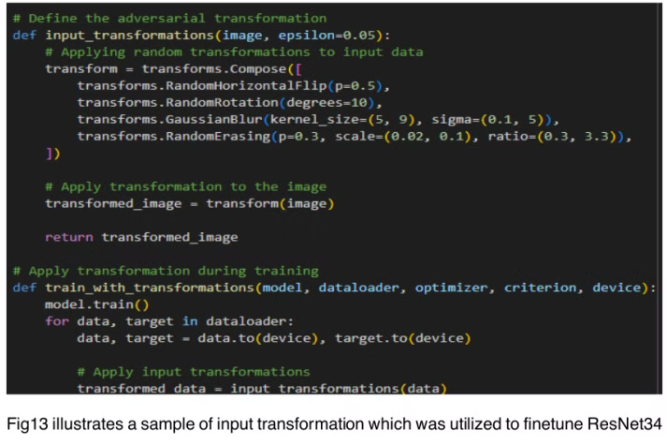 # Define the adversarial transformation
def input_transformations(image, epsilon=0.05):
    # Applying random transformations to input data
    transform = transforms.Compose([
        transforms.RandomHorizontalFlip(p=0.5),
        transforms.RandomRotation(degrees=10),
        transforms.GaussianBlur(kernel_size=(5, 9), sigma=(0.1, 5)),
        transforms.RandomErasing(p=0.3, scale=(0.02, 0.1), ratio=(0.3, 3.3)),
    ])
    # Apply transformation to the image
    transformed_image = transform(image)
    return transformed_image
# Apply transformation during training
def train_with_transformations(model, dataloader, optimizer, criterion, device):
    model.train()
    for data, target in dataloader:
        data, target = data.to(device), target.to(device)
        # Apply input transformations
        transformed_data = input_transformations(data)
Fig13 illustrates a sample of input transformation which was utilized to finetune ResNet34